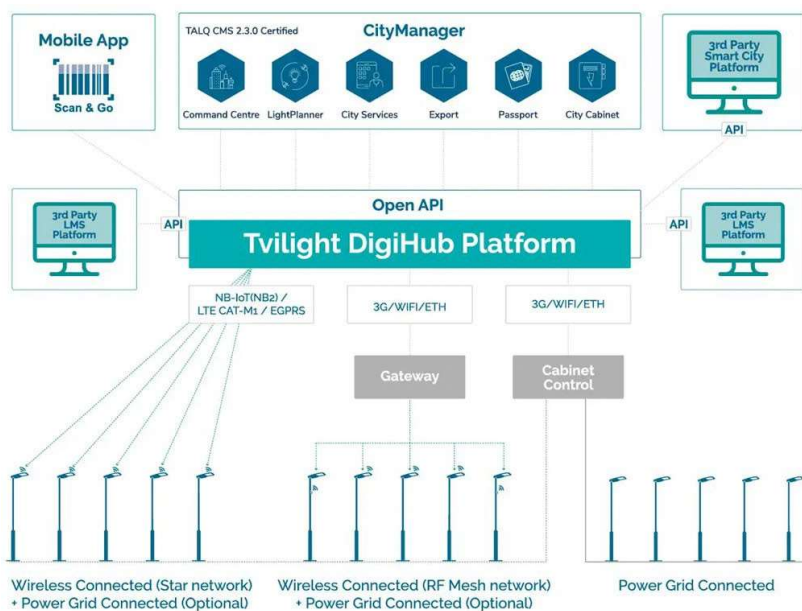 Mobile App
Scan & Go
TALQ CMS 2.3.0 Certified
CityManager
Command Centre
LightPlanner
City Services
Export
Passport
City Cabinet
3rd Party
Smart City
Platform
API
3rd Party
LMS
Platform
API
Open API
Tvilight DigiHub Platform
API
3rd Party
LMS
Platform
NB-IoT(NB2) /
LTE CAT-M1 / EGPRS
3G/WIFI/ETH
3G/WIFI/ETH
Gateway
Cabinet
Control
Wireless Connected (Star network)
+ Power Grid Connected (Optional)
Wireless Connected (RF Mesh network)
+ Power Grid Connected (Optional)
Power Grid Connected